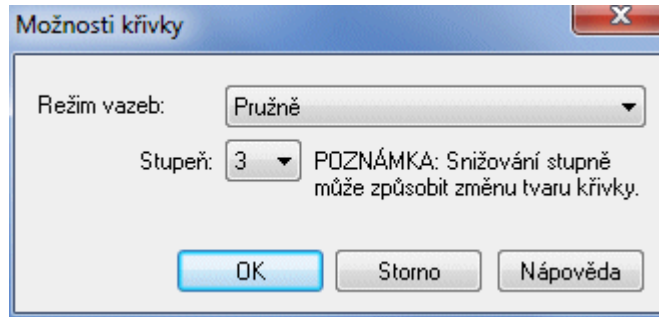 Možnosti křivky
Režim vazeb: Pružně
Stupeň: 3 POZNÁMKA: Snižování stupně
může způsobit změnu tvaru křivky.
OK Storno Nápověda